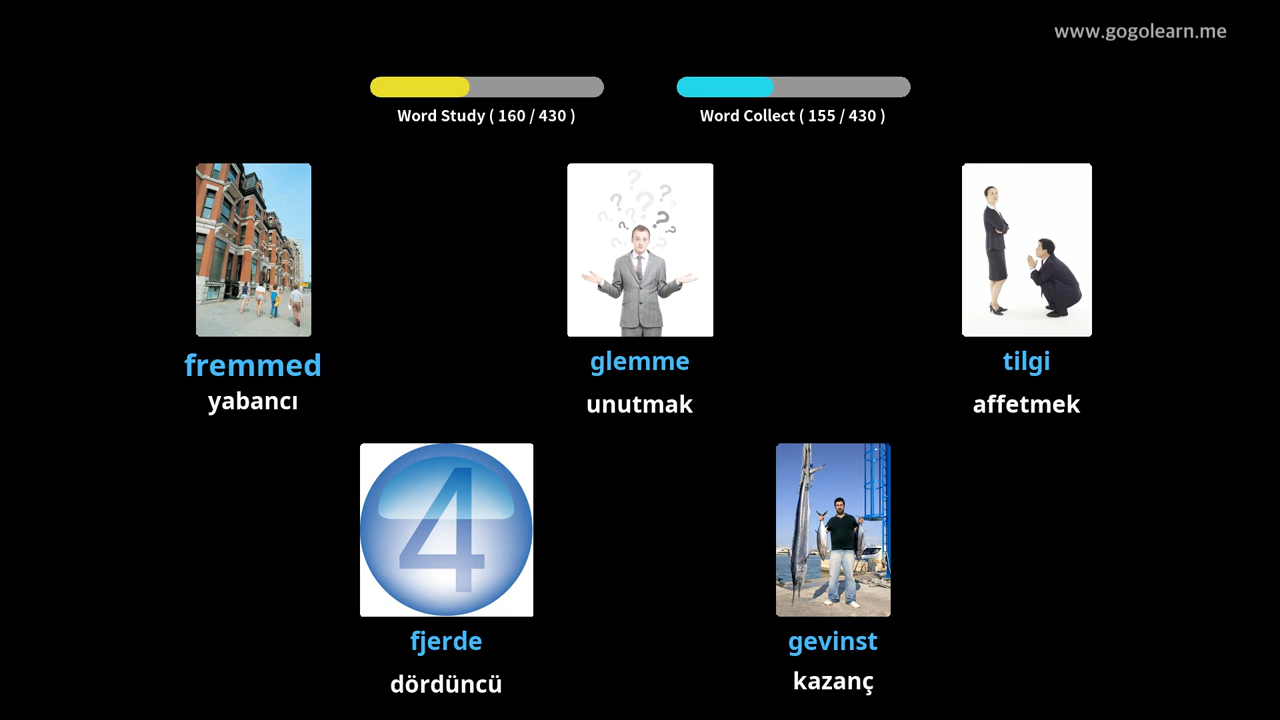 www.gogolearn.me
Word Study ( 160 / 430 )
Word Collect ( 155 / 430 )
fremmed
yabancı
glemme
unutmak
tilgi
affetmek
4
fjerde
dördüncü
gevinst
kazanç